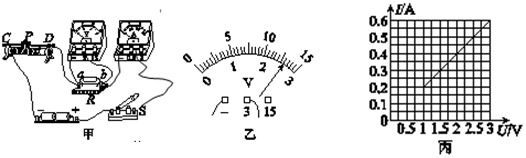 C P D
V
A
a b
R
S
− +
甲
0 5 10 15
0 1 2 3
V
− 3 15
乙
I/A
0.6
0.5
0.4
0.3
0.2
0.1
0
0.5 1 1.5 2 2.5 3 U/V
丙